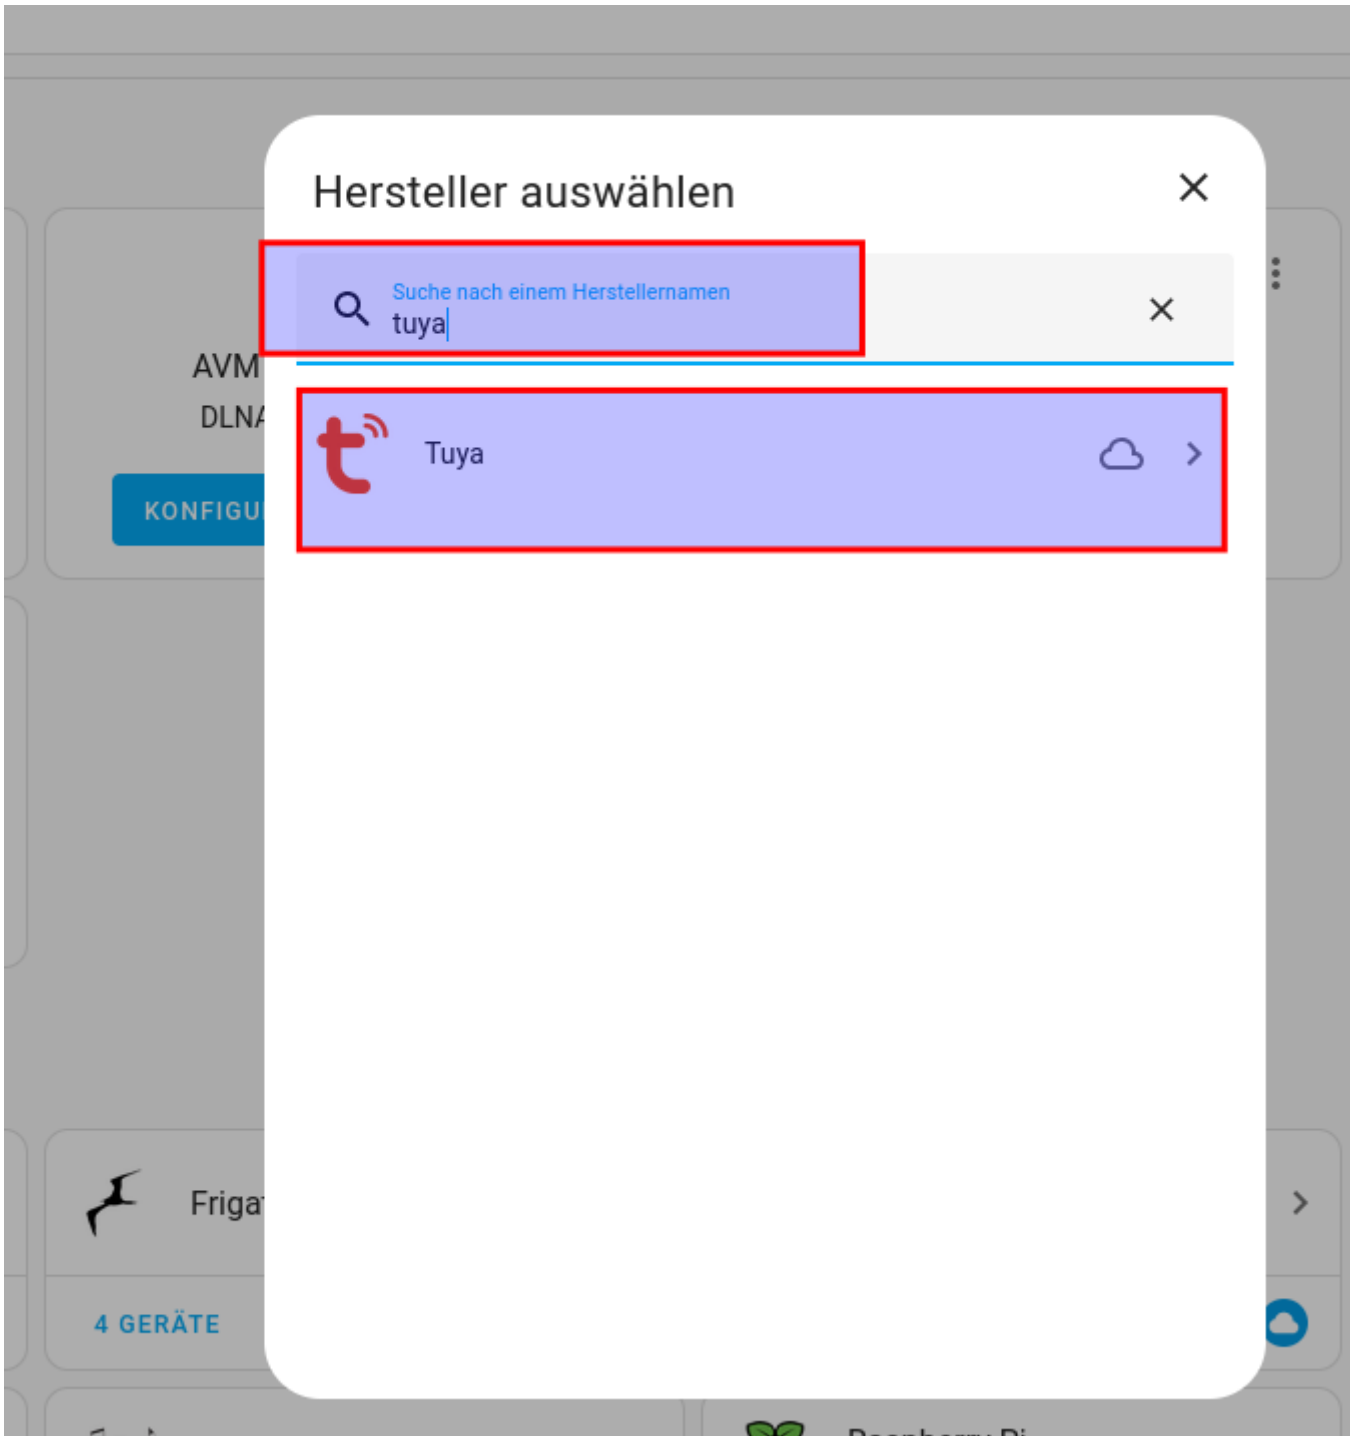 Hersteller auswählen
Suche nach einem Herstellernamen
tuya
AVM
DLNA
Tuya
KONFIGU
Friga
4 GERÄTE